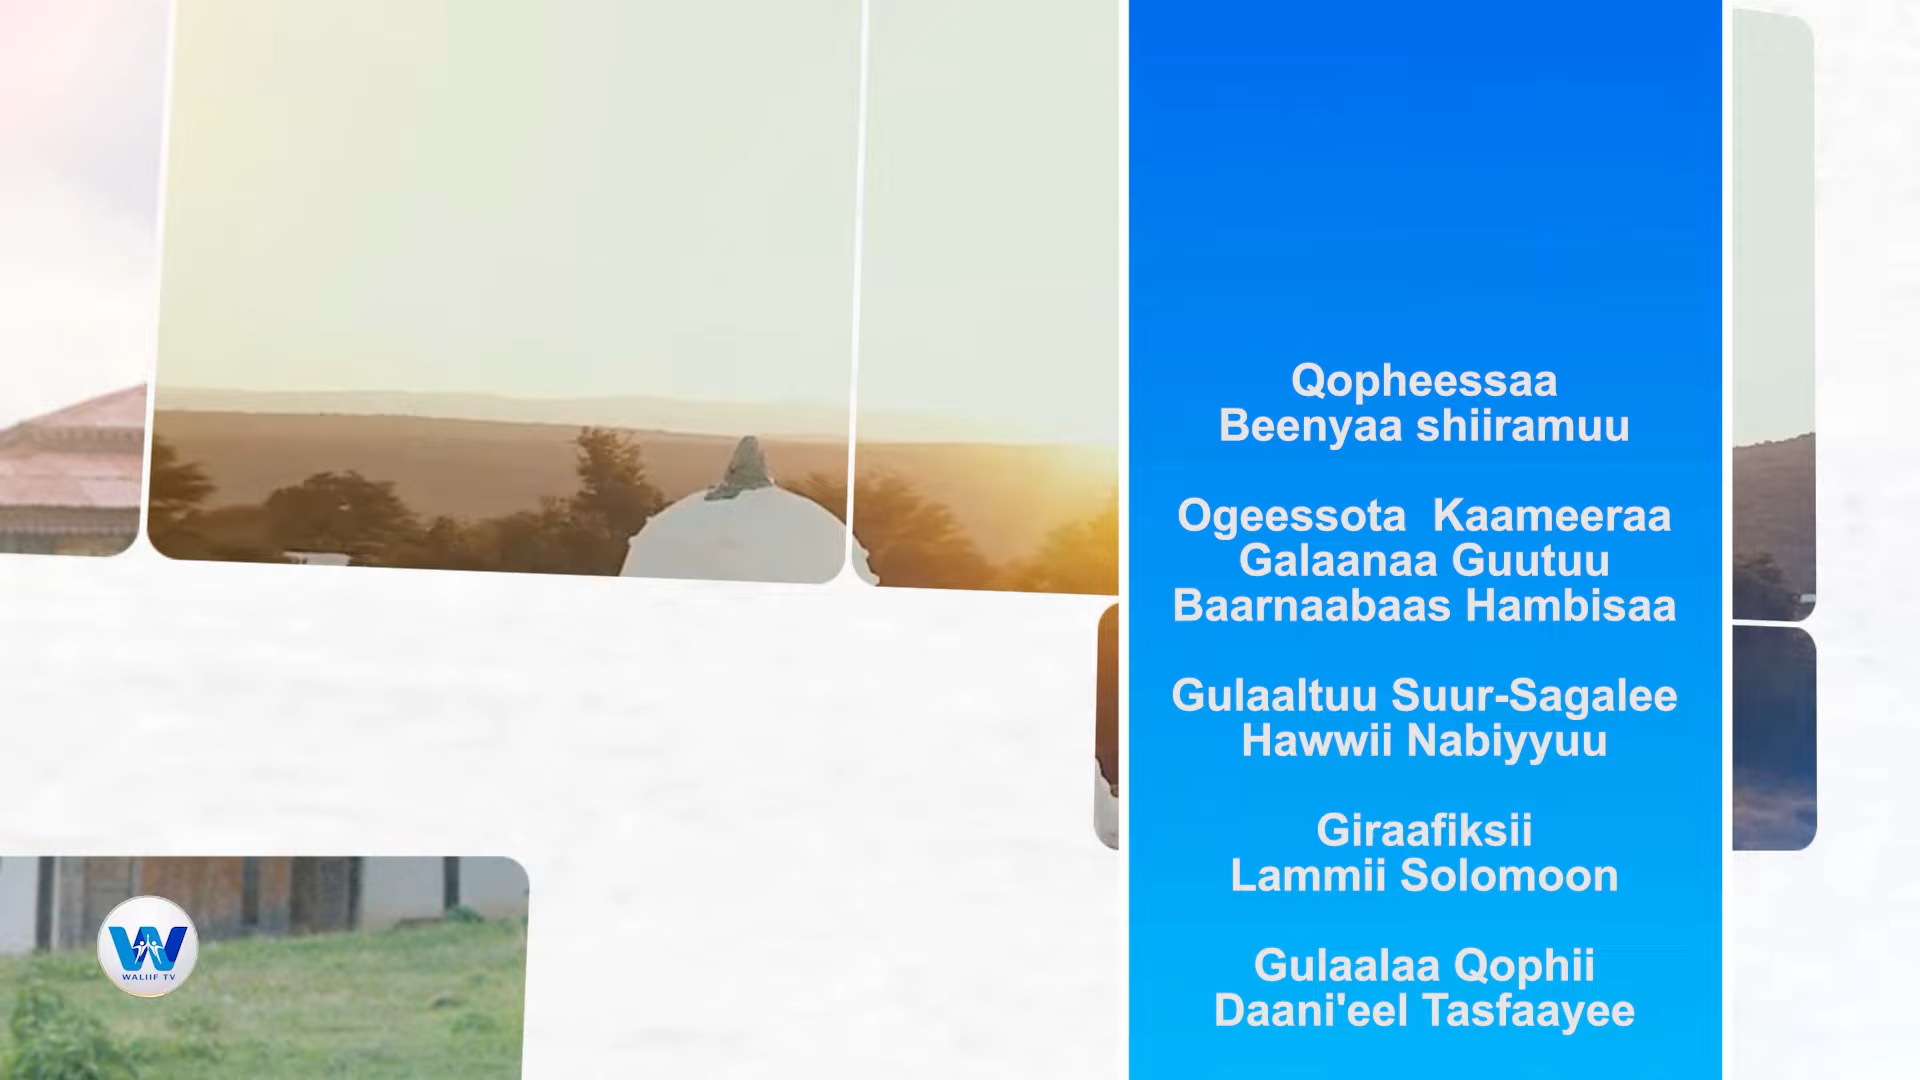 Qopheessaa
Beenyaa shiiramuu
Ogeessota Kaameeraa
Galaanaa Guutuu
Baarnaabaas Hambisaa
Gulaaltuu Suur-Sagalee
Hawwii Nabiyyuu
Giraafiksii
Lammii Solomoon
Gulaalaa Qophii
Daani'eel Tasfaayee
W
WALIIF TV